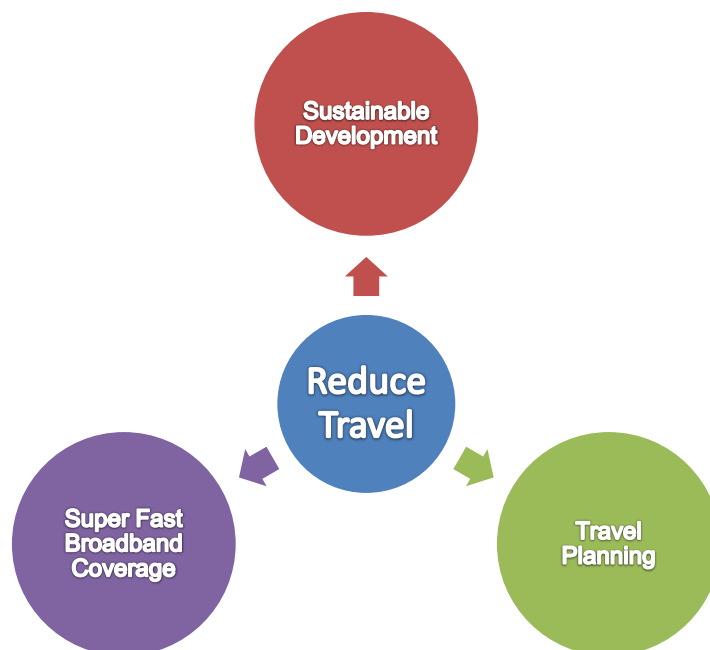 Sustainable
Development
Reduce
Travel
Super Fast
Broadband
Coverage
Travel
Planning